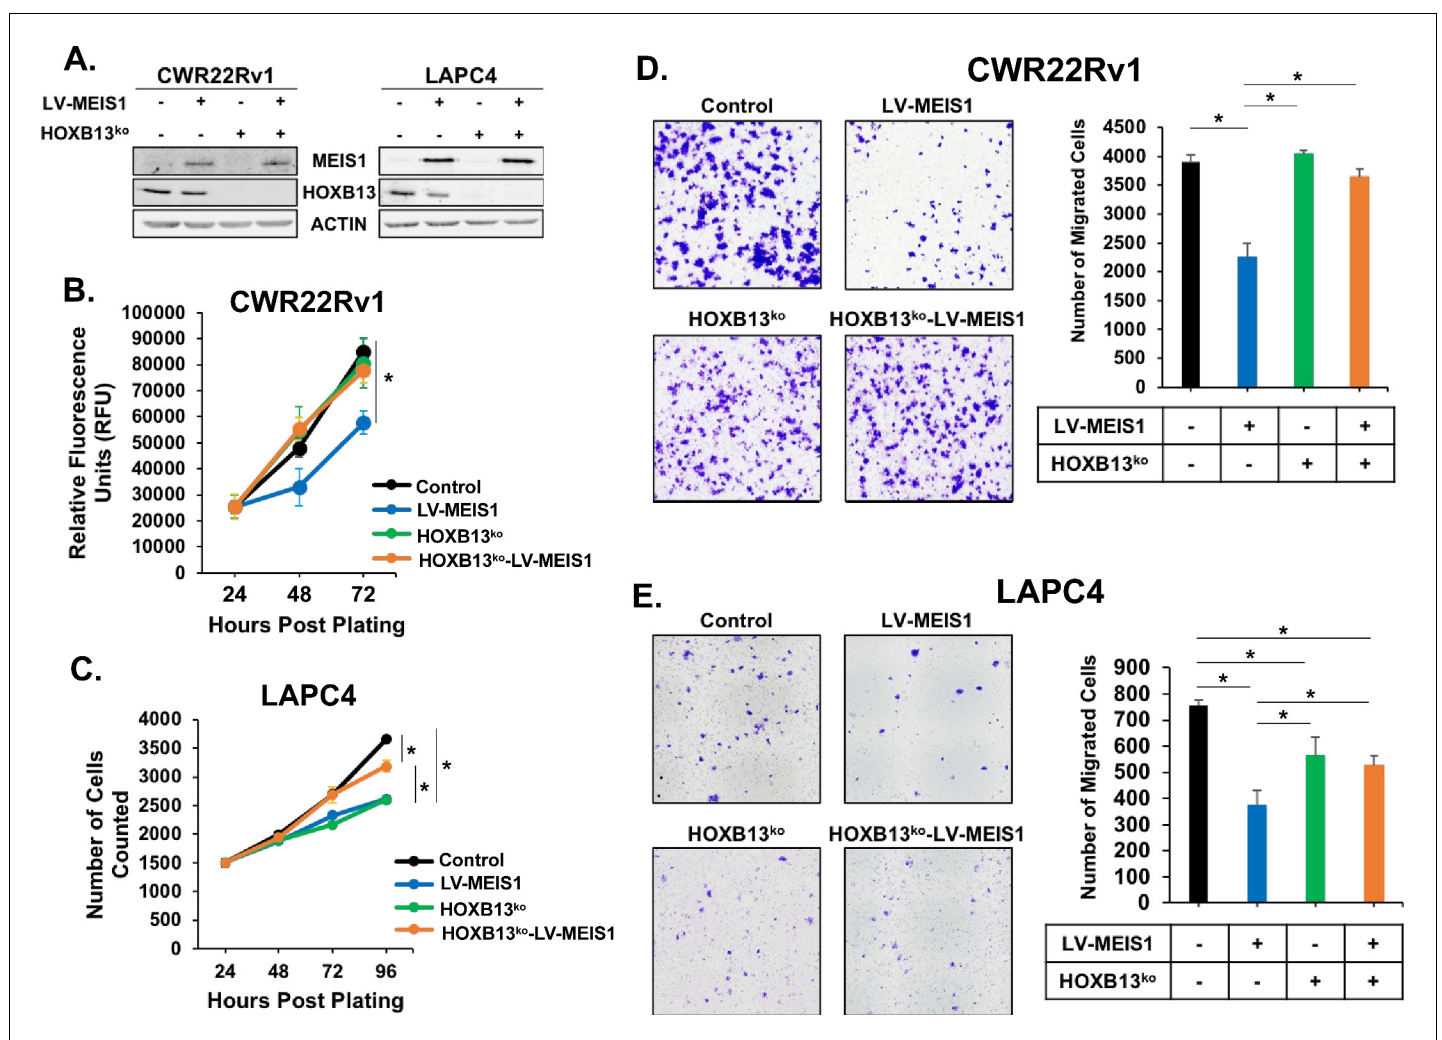 A.
CWR22Rv1
LAPC4
LV-MEIS1 - + - + - + - +
HOXB13ko - - + + - - + +
MEIS1
HOXB13
ACTIN
B.
CWR22Rv1
Relative Fluorescence
Units (RFU)
100000
90000
80000
70000
60000
50000
40000
30000
20000
10000
0
24 48 72
Hours Post Plating
*
Control
LV-MEIS1
HOXB13ko
HOXB13ko-LV-MEIS1
C.
LAPC4
Number of Cells
Counted
4000
3500
3000
2500
2000
1500
1000
500
0
24 48 72 96
Hours Post Plating
*
*
*
Control
LV-MEIS1
HOXB13ko
HOXB13ko-LV-MEIS1
D.
CWR22Rv1
Control
LV-MEIS1
HOXB13ko
HOXB13ko-LV-MEIS1
Number of Migrated Cells
4500
4000
3500
3000
2500
2000
1500
1000
500
0
*
*
*
LV-MEIS1 - + - +
HOXB13ko - - + +
E.
LAPC4
Control
LV-MEIS1
HOXB13ko
HOXB13ko-LV-MEIS1
Number of Migrated Cells
900
800
700
600
500
400
300
200
100
0
*
*
*
*
*
LV-MEIS1 - + - +
HOXB13ko - - + +